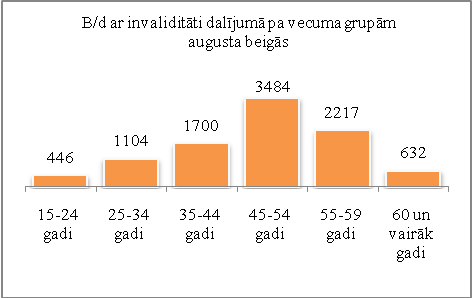 B/d ar invaliditāti dalījumā pa vecuma grupām
augusta beigās
446
1104
1700
3484
2217
632
15-24
gadi
25-34
gadi
35-44
gadi
45-54
gadi
55-59
gadi
60 un
vairāk
gadi